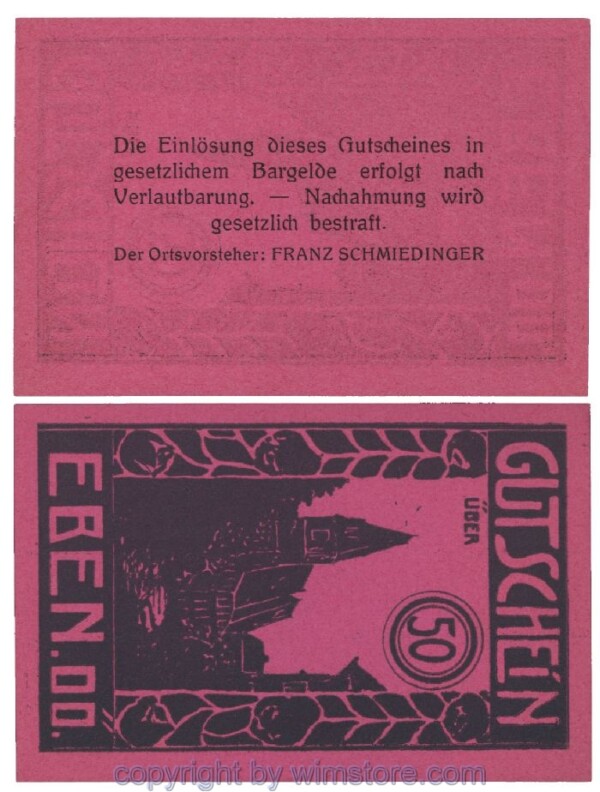 Die Einlösung dieses Gutscheines in
gesetzlichem Bargelde erfolgt nach
Verlautbarung. — Nachahmung wird
gesetzlich bestraft.
Der Ortsvorsteher: FRANZ SCHMIEDINGER
GUTSCHEIN
ÜBER
50
EBEN.OÖ.
copyright by wimstore.com